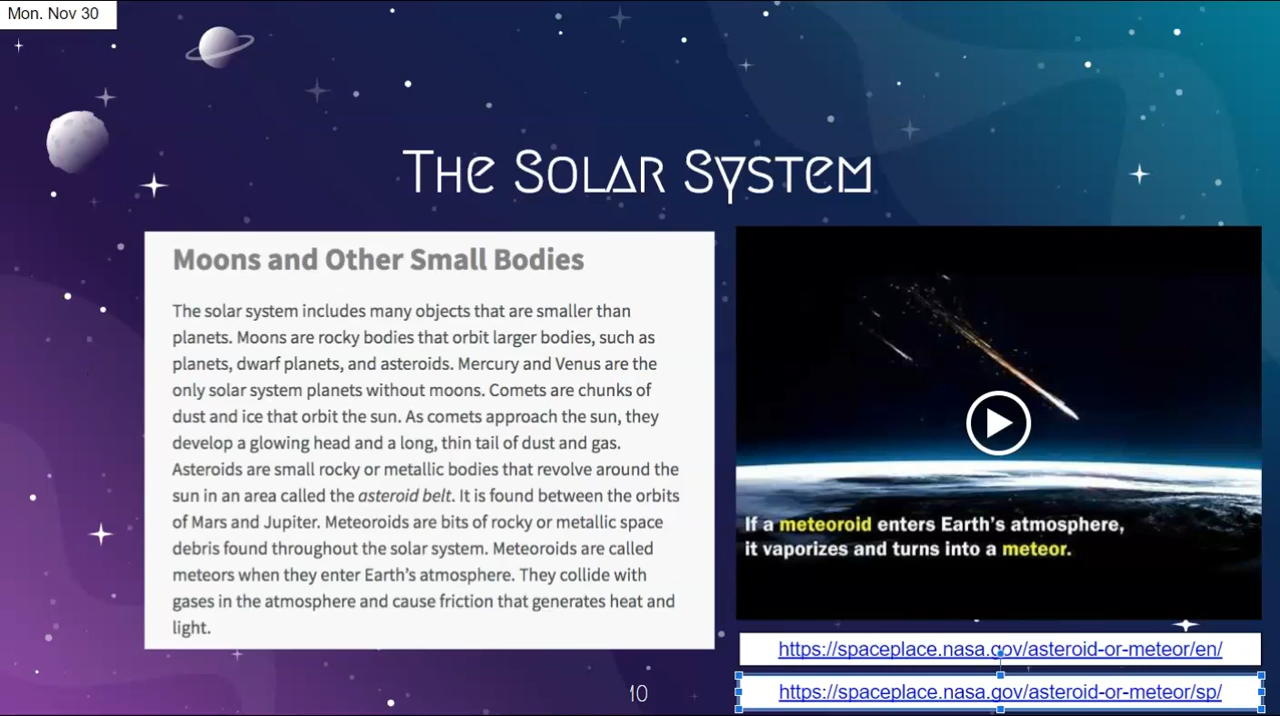 Mon. Nov 30
The Solar System
Moons and Other Small Bodies
The solar system includes many objects that are smaller than
planets. Moons are rocky bodies that orbit larger bodies, such as
planets, dwarf planets, and asteroids. Mercury and Venus are the
only solar system planets without moons. Comets are chunks of
dust and ice that orbit the sun. As comets approach the sun, they
develop a glowing head and a long, thin tail of dust and gas.
Asteroids are small rocky or metallic bodies that revolve around the
sun in an area called the asteroid belt. It is found between the orbits
of Mars and Jupiter. Meteoroids are bits of rocky or metallic space
debris found throughout the solar system. Meteoroids are called
meteors when they enter Earth’s atmosphere. They collide with
gases in the atmosphere and cause friction that generates heat and
light.
If a meteoroid enters Earth’s atmosphere,
it vaporizes and turns into a meteor.
https://spaceplace.nasa.gov/asteroid-or-meteor/en/
https://spaceplace.nasa.gov/asteroid-or-meteor/sp/
10